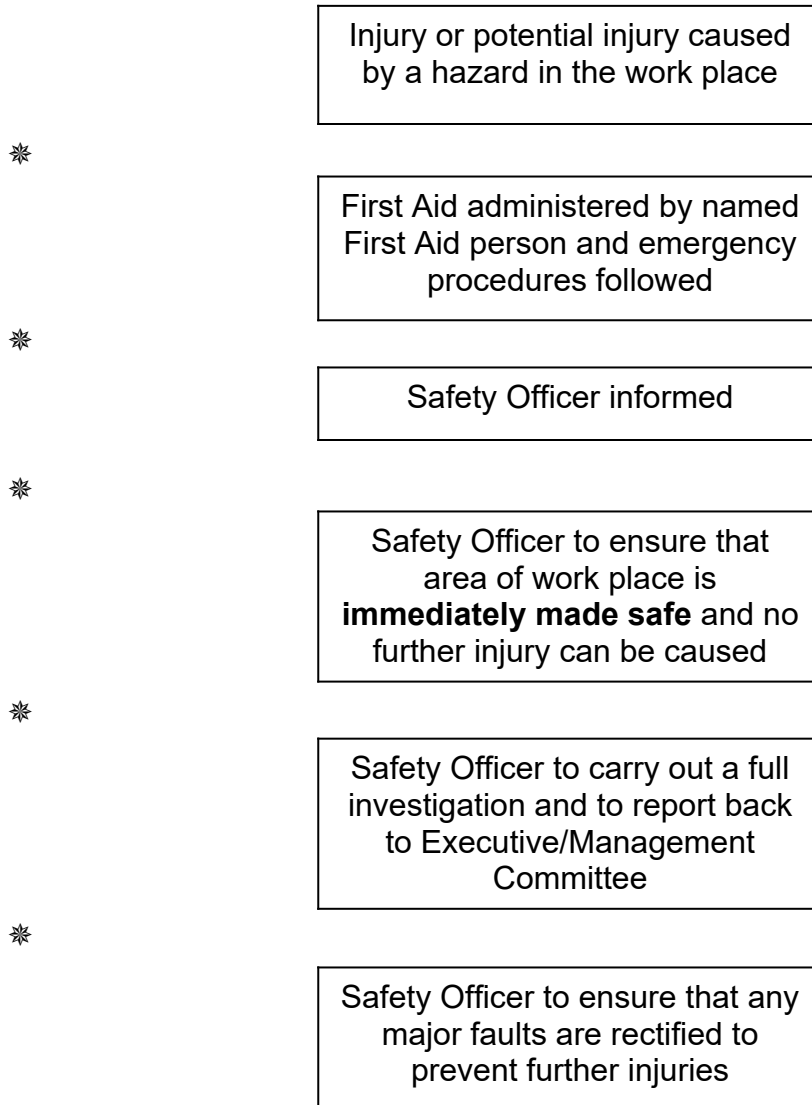 Injury or potential injury caused
by a hazard in the work place
✵
First Aid administered by named
First Aid person and emergency
procedures followed
✵
Safety Officer informed
✵
Safety Officer to ensure that
area of work place is
immediately made safe and no
further injury can be caused
✵
Safety Officer to carry out a full
investigation and to report back
to Executive/Management
Committee
✵
Safety Officer to ensure that any
major faults are rectified to
prevent further injuries